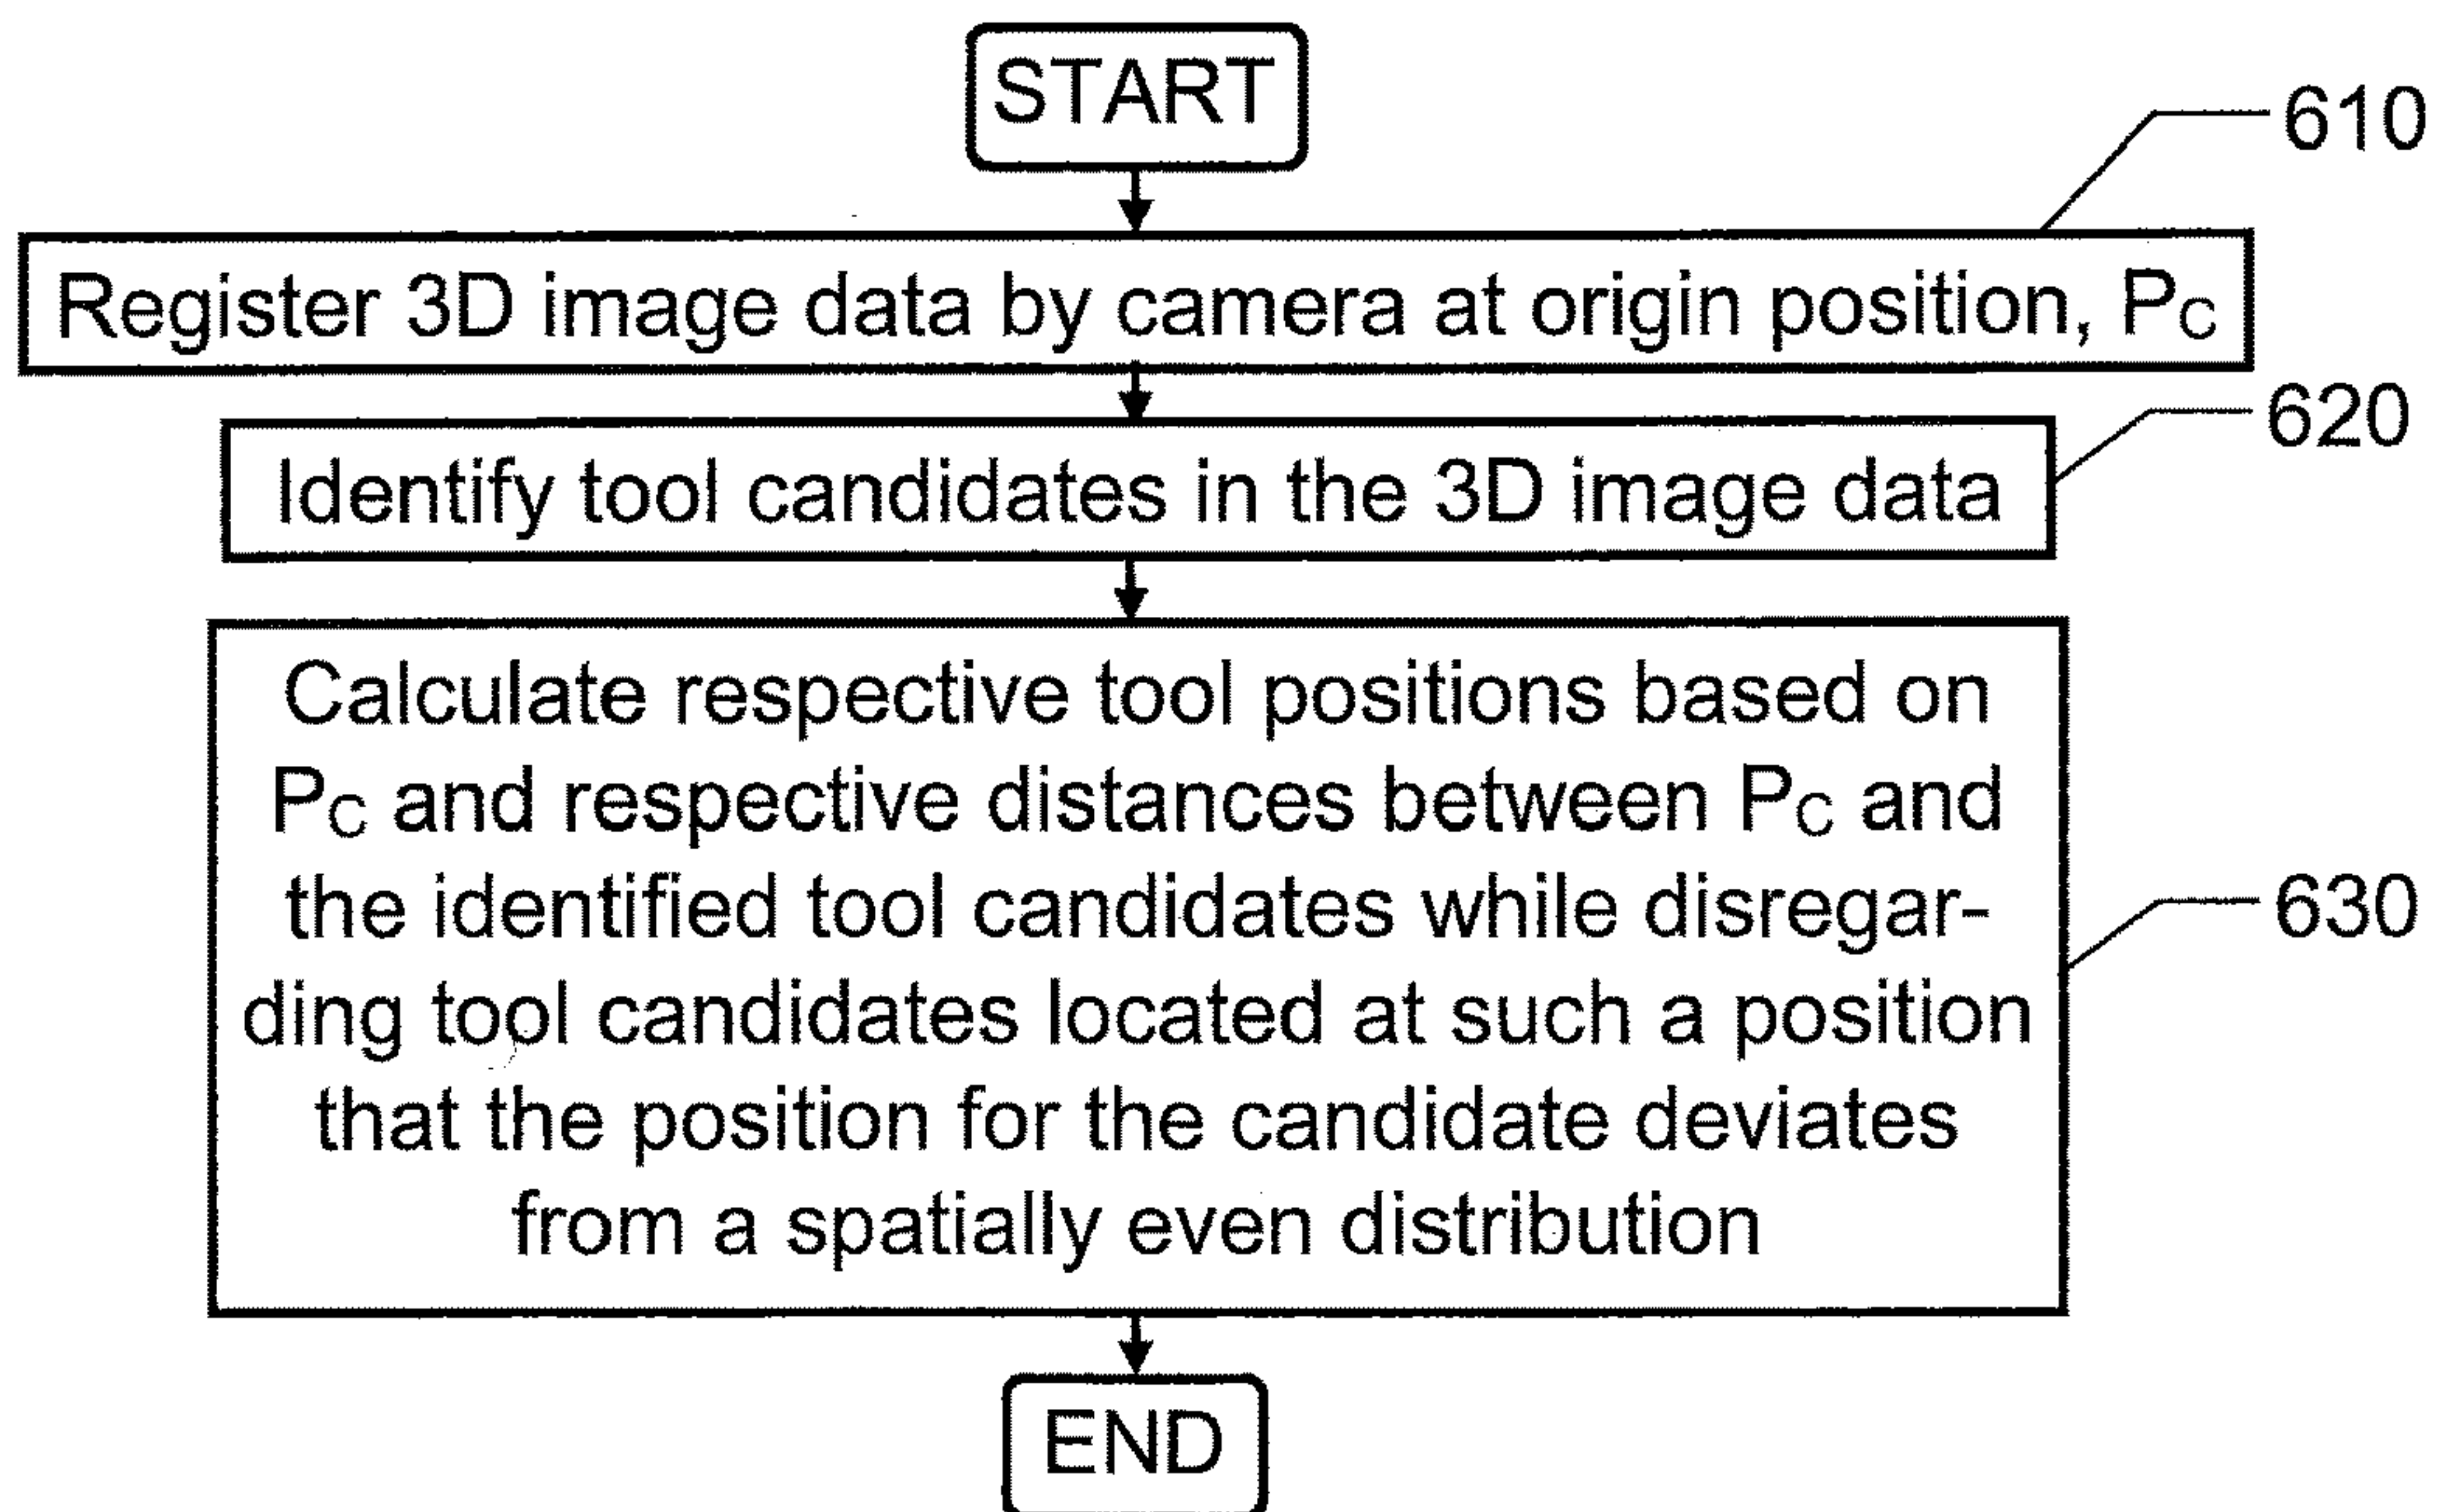 START
610
Register 3D image data by camera at origin position, PC
620
Identify tool candidates in the 3D image data
Calculate respective tool positions based on
PC and respective distances between PC and
the identified tool candidates while disregar-
ding tool candidates located at such a position
that the position for the candidate deviates
from a spatially even distribution
630
END